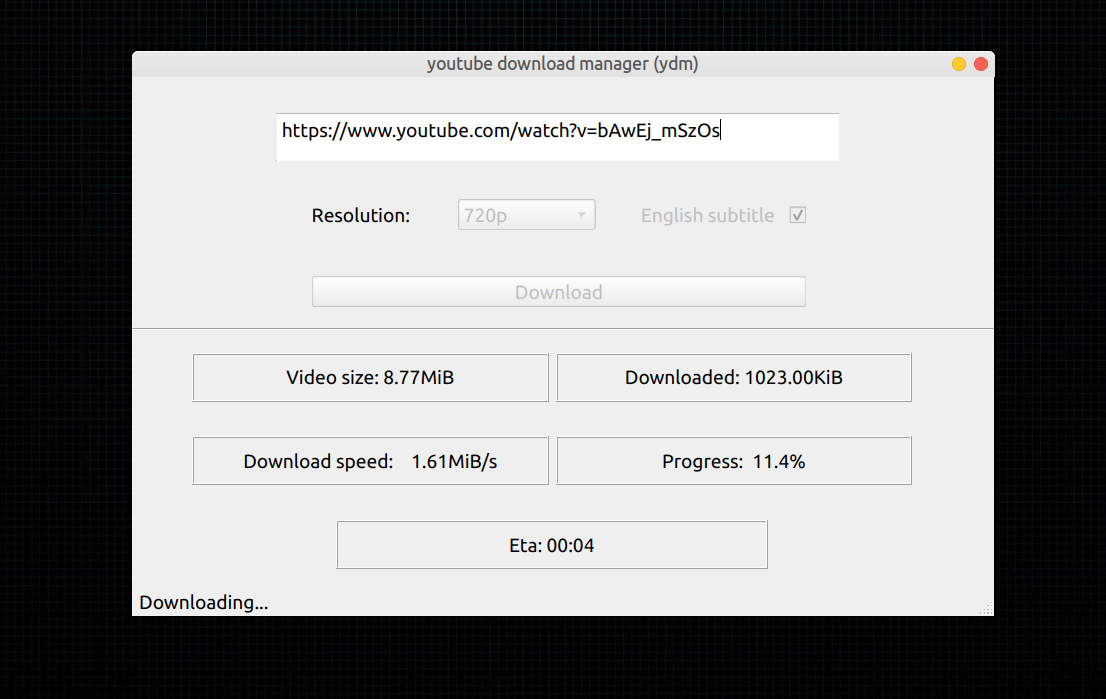 youtube download manager (ydm)
https://www.youtube.com/watch?v=bAwEj_mSzOs
Resolution: 720p English subtitle
Download
Video size: 8.77MiB Downloaded: 1023.00KiB
Download speed: 1.61MiB/s Progress: 11.4%
Eta: 00:04
Downloading...